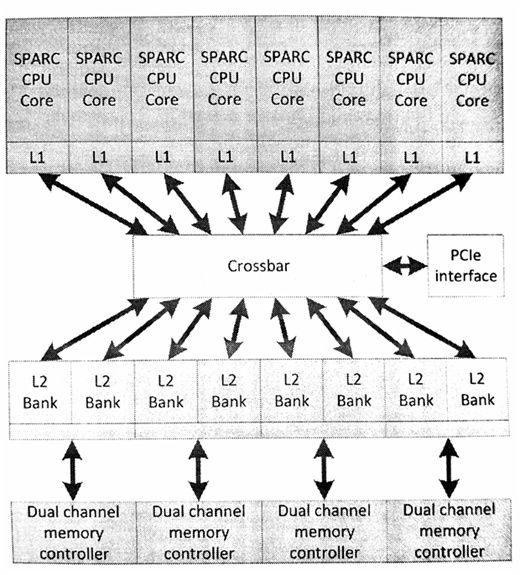 SPARC CPU Core
SPARC CPU Core
SPARC CPU Core
SPARC CPU Core
SPARC CPU Core
SPARC CPU Core
SPARC CPU Core
SPARC CPU Core
L1 L1 L1 L1 L1 L1 L1 L1
Crossbar
PCIe
interface
L2 Bank
L2 Bank
L2 Bank
L2 Bank
L2 Bank
L2 Bank
L2 Bank
L2 Bank
Dual channel
memory
controller
Dual channel
memory
controller
Dual channel
memory
controller
Dual channel
memory
controller